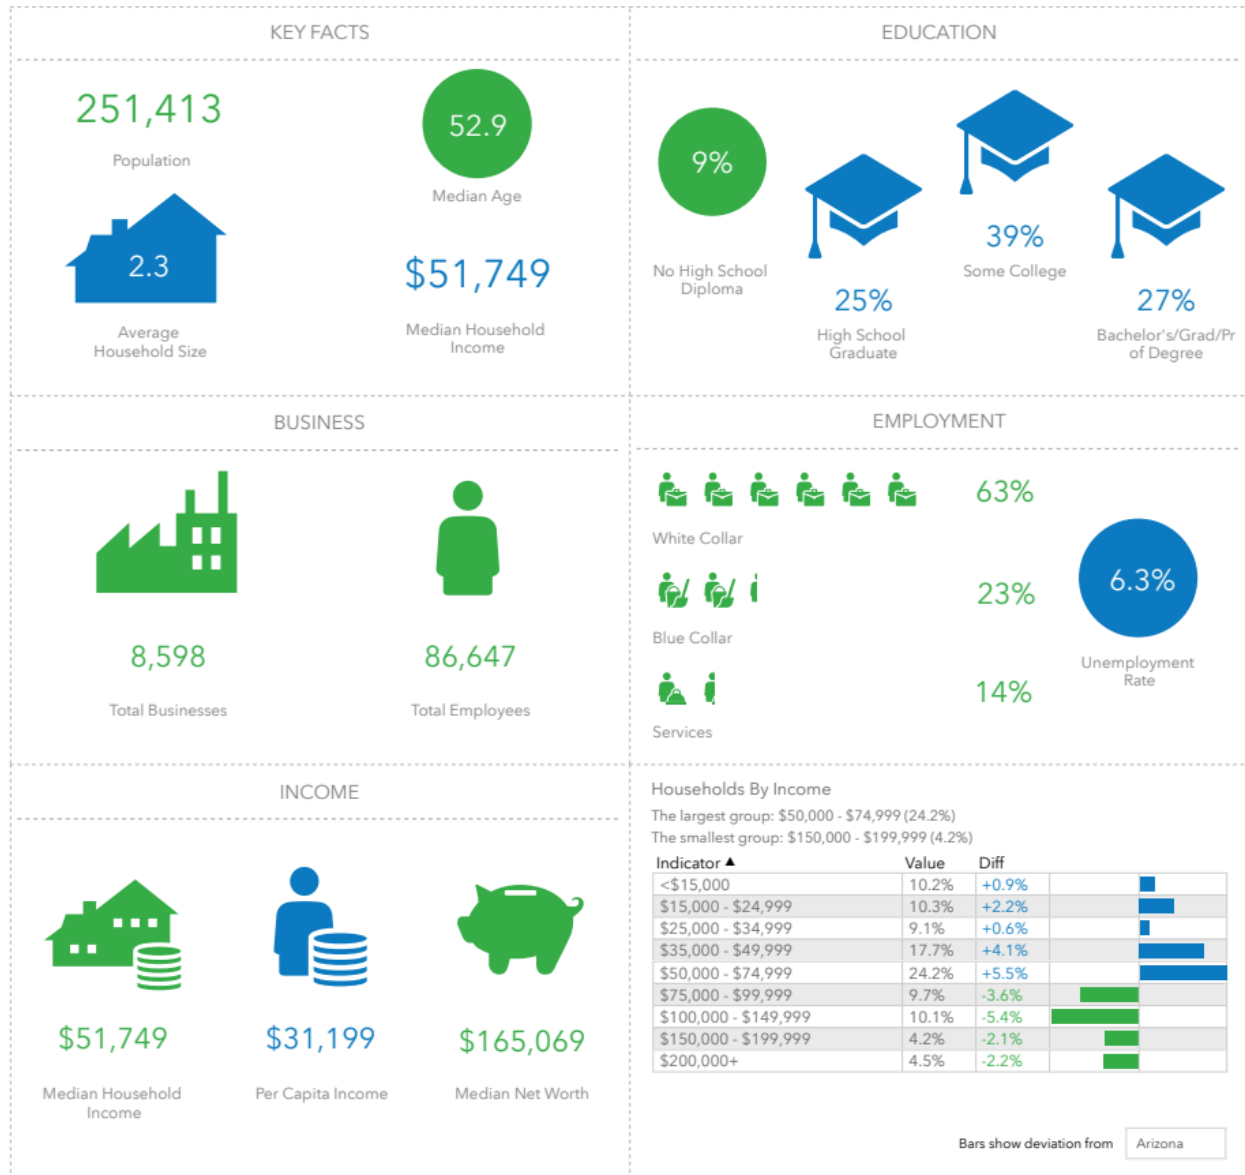 KEY FACTS
251,413
Population
52.9
Median Age
2.3
Average
Household Size
$51,749
Median Household
Income
EDUCATION
9%
No High School
Diploma
25%
High School
Graduate
39%
Some College
27%
Bachelor's/Grad/Pr
of Degree
BUSINESS
8,598
Total Businesses
86,647
Total Employees
EMPLOYMENT
63%
White Collar
23%
Blue Collar
14%
Services
6.3%
Unemployment
Rate
INCOME
$51,749
Median Household
Income
$31,199
Per Capita Income
$165,069
Median Net Worth
Households By Income
The largest group: $50,000 - $74,999 (24.2%)
The smallest group: $150,000 - $199,999 (4.2%)
Indicator ▲ Value Diff
<$15,000 10.2% +0.9%
$15,000 - $24,999 10.3% +2.2%
$25,000 - $34,999 9.1% +0.6%
$35,000 - $49,999 17.7% +4.1%
$50,000 - $74,999 24.2% +5.5%
$75,000 - $99,999 9.7% -3.6%
$100,000 - $149,999 10.1% -5.4%
$150,000 - $199,999 4.2% -2.1%
$200,000+ 4.5% -2.2%
Bars show deviation from Arizona